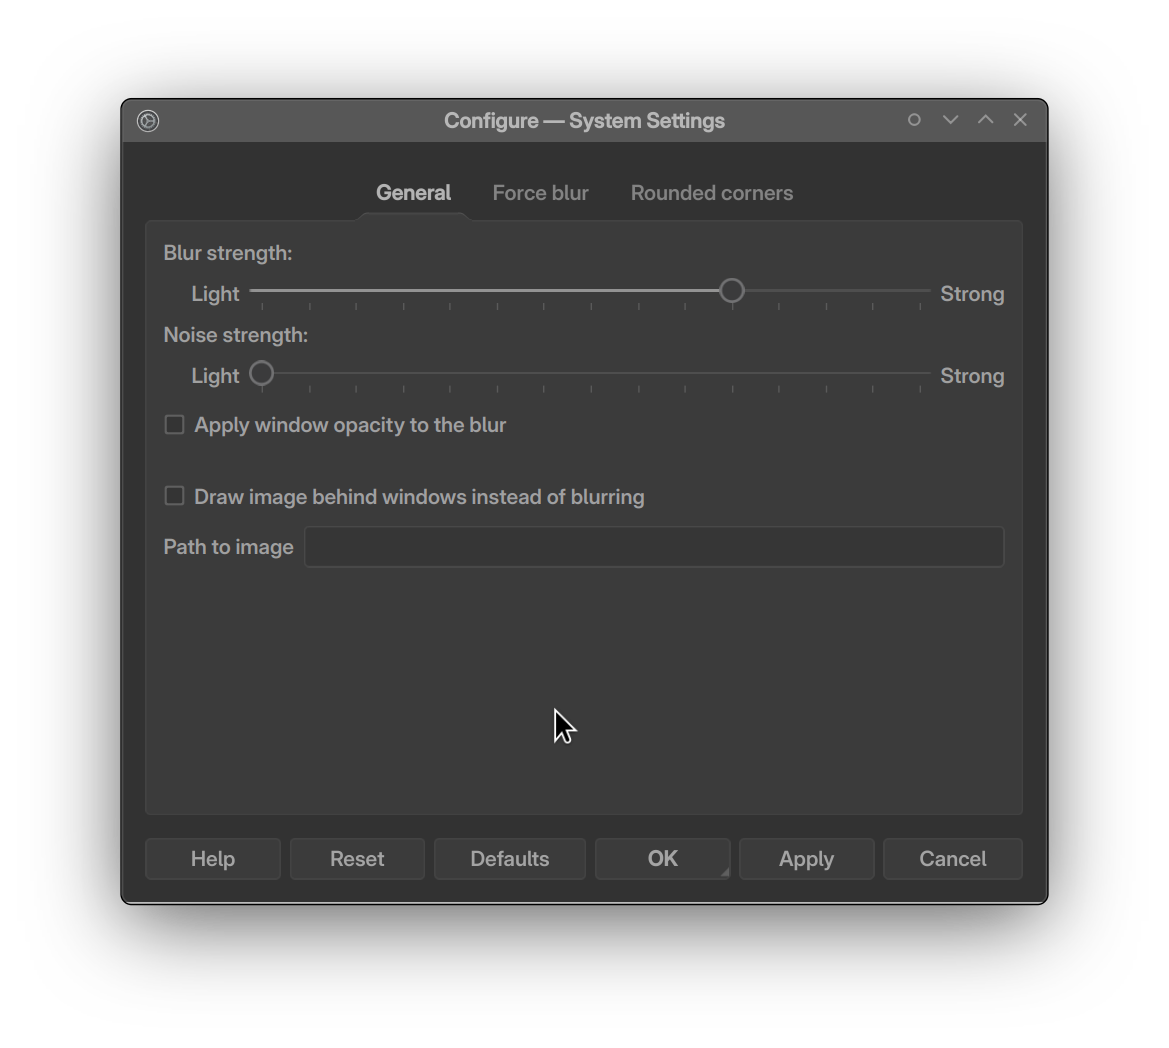 Configure — System Settings
General Force blur Rounded corners
Blur strength:
Light Strong
Noise strength:
Light Strong
Apply window opacity to the blur
Draw image behind windows instead of blurring
Path to image
Help Reset Defaults OK Apply Cancel